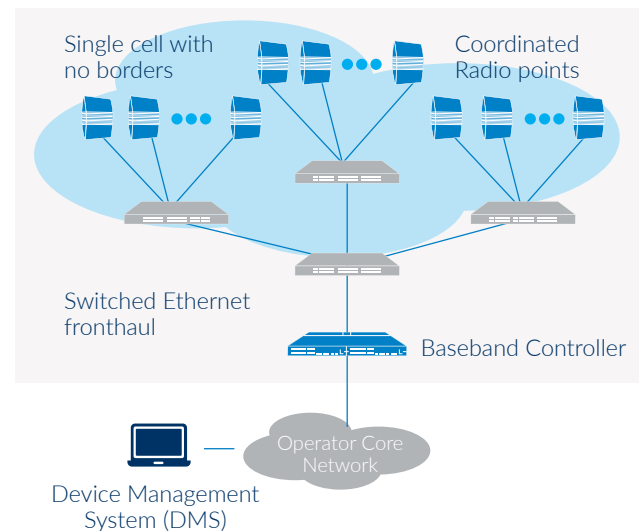 Single cell with
no borders
Coordinated
Radio points
Switched Ethernet
fronthaul
Baseband Controller
Operator Core
Network
Device Management
System (DMS)